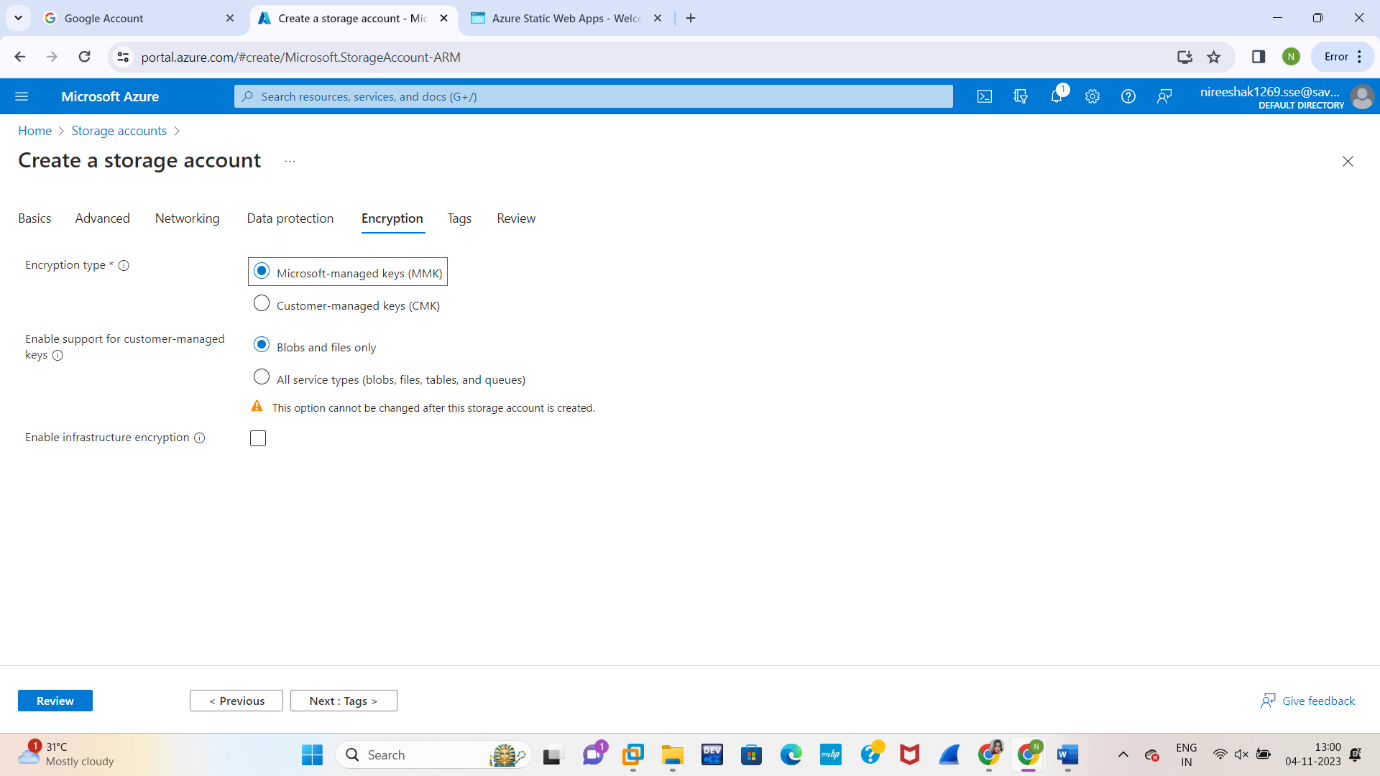 Google Account
Create a storage account - Mic
Azure Static Web Apps - Welc
portal.azure.com/#create/Microsoft.StorageAccount-ARM
N
Error
Microsoft Azure
Search resources, services, and docs (G+/)
1
nireeshak1269.sse@sav...
DEFAULT DIRECTORY
Home > Storage accounts >
Create a storage account ...
Basics Advanced Networking Data protection Encryption Tags Review
Encryption type *
Microsoft-managed keys (MMK)
Customer-managed keys (CMK)
Enable support for customer-managed
keys
Blobs and files only
All service types (blobs, files, tables, and queues)
This option cannot be changed after this storage account is created.
Enable infrastructure encryption
Review
< Previous
Next : Tags >
Give feedback
1
31°C
Mostly cloudy
Search
1
DEV
myhp
N
W
ENG
IN
13:00
04-11-2023